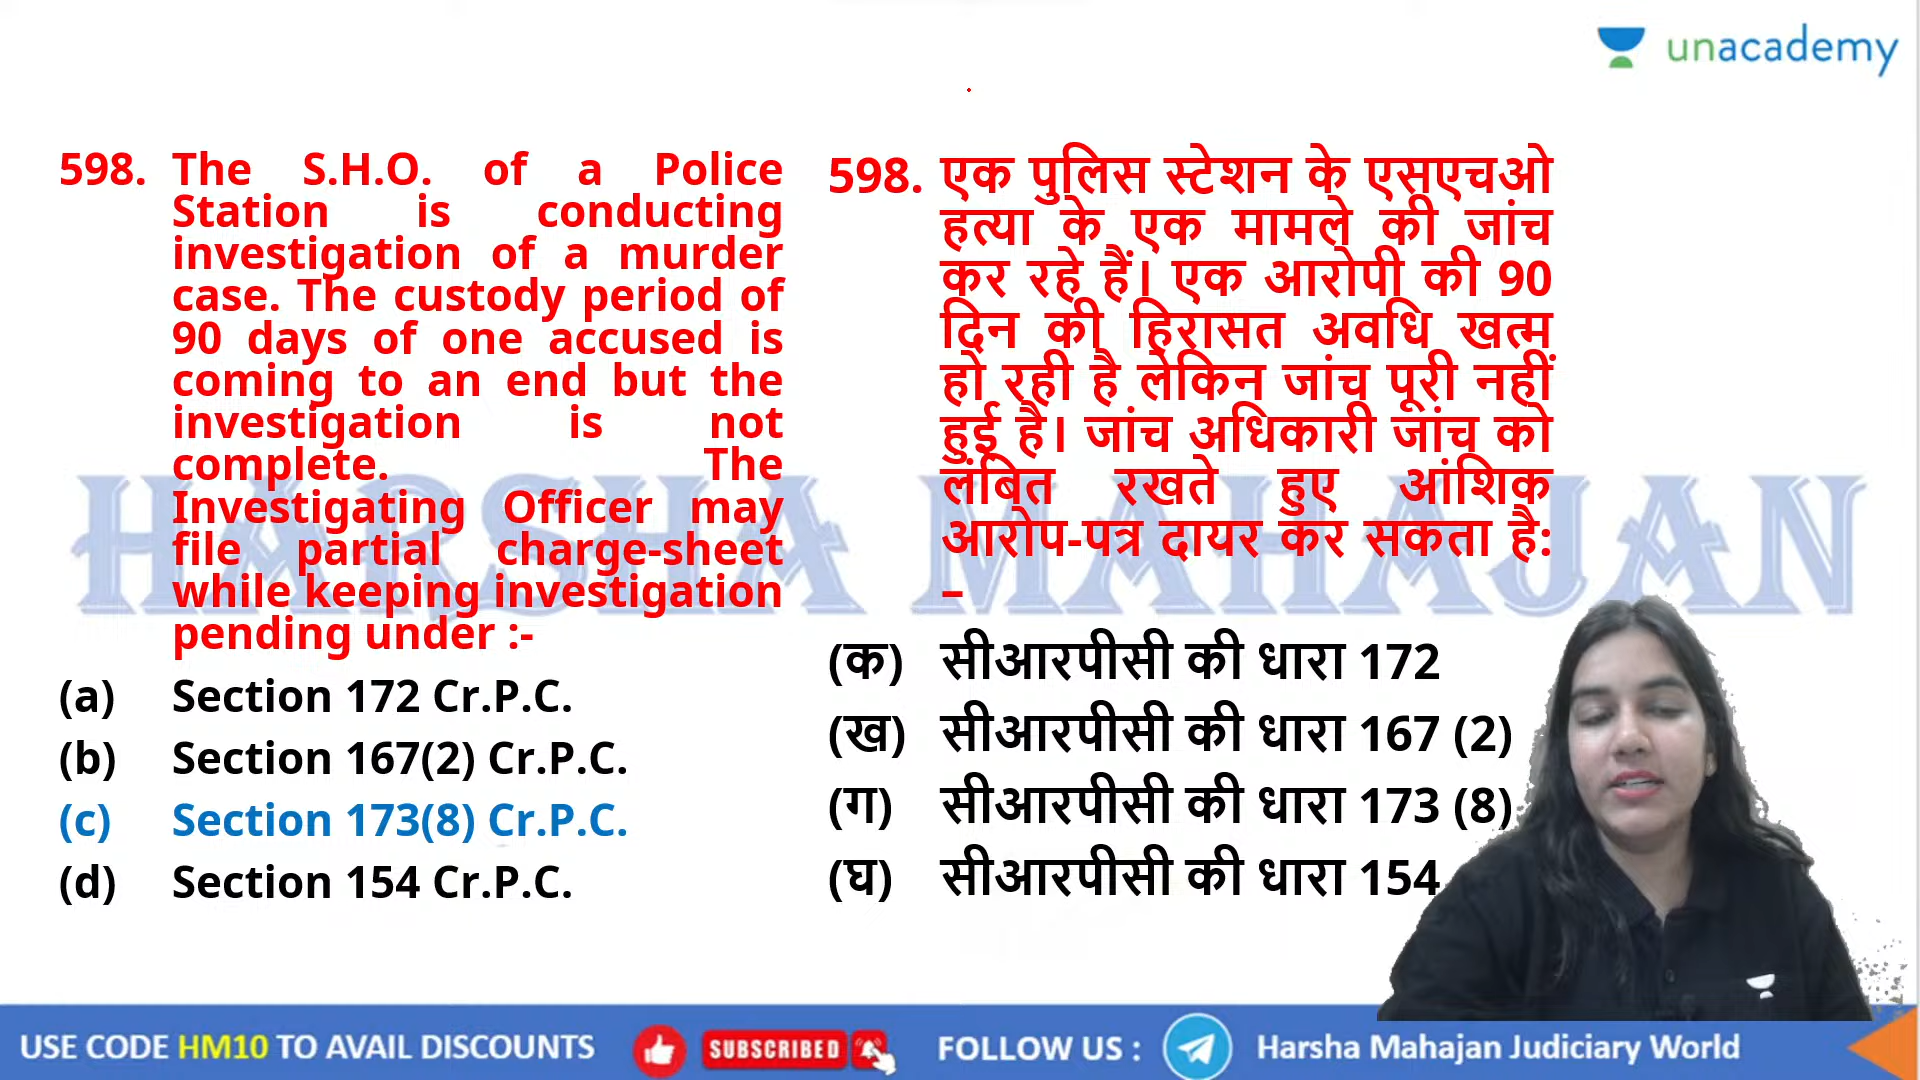 unacademy
598. The S.H.O. of a Police
Station is conducting
investigation of a murder
case. The custody period of
90 days of one accused is
coming to an end but the
investigation is not
complete. The
Investigating Officer may
file partial charge-sheet
while keeping investigation
pending under :-
(a) Section 172 Cr.P.C.
(b) Section 167(2) Cr.P.C.
(c) Section 173(8) Cr.P.C.
(d) Section 154 Cr.P.C.
598. एक पुलिस स्टेशन के एसएचओ
हत्या के एक मामले की जांच
कर रहे हैं। एक आरोपी की 90
दिन की हिरासत अवधि खत्म
हो रही है लेकिन जांच पूरी नहीं
हुई है। जांच अधिकारी जांच को
लंबित रखते हुए आंशिक
आरोप-पत्र दायर कर सकता है:
–
(क) सीआरपीसी की धारा 172
(ख) सीआरपीसी की धारा 167 (2)
(ग) सीआरपीसी की धारा 173 (8)
(घ) सीआरपीसी की धारा 154
HARSHA MAHAJAN
USE CODE HM10 TO AVAIL DISCOUNTS
SUBSCRIBED
FOLLOW US :
Harsha Mahajan Judiciary World